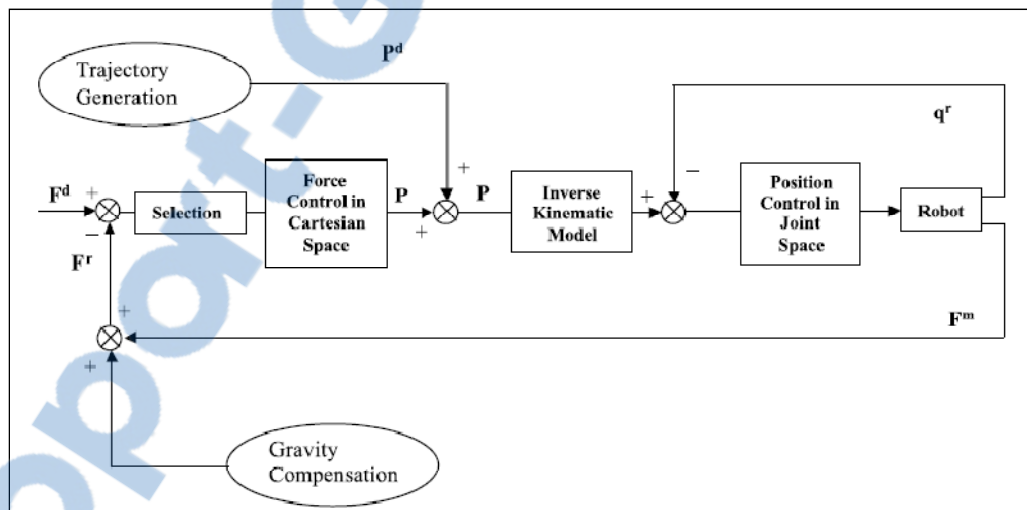 P^d
Trajectory
Generation
q^r
F^d
+
−
Selection
Force
Control in
Cartesian
Space
P
+
+
P
Inverse
Kinematic
Model
+
−
Position
Control in
Joint
Space
Robot
F^r
F^m
+
+
Gravity
Compensation